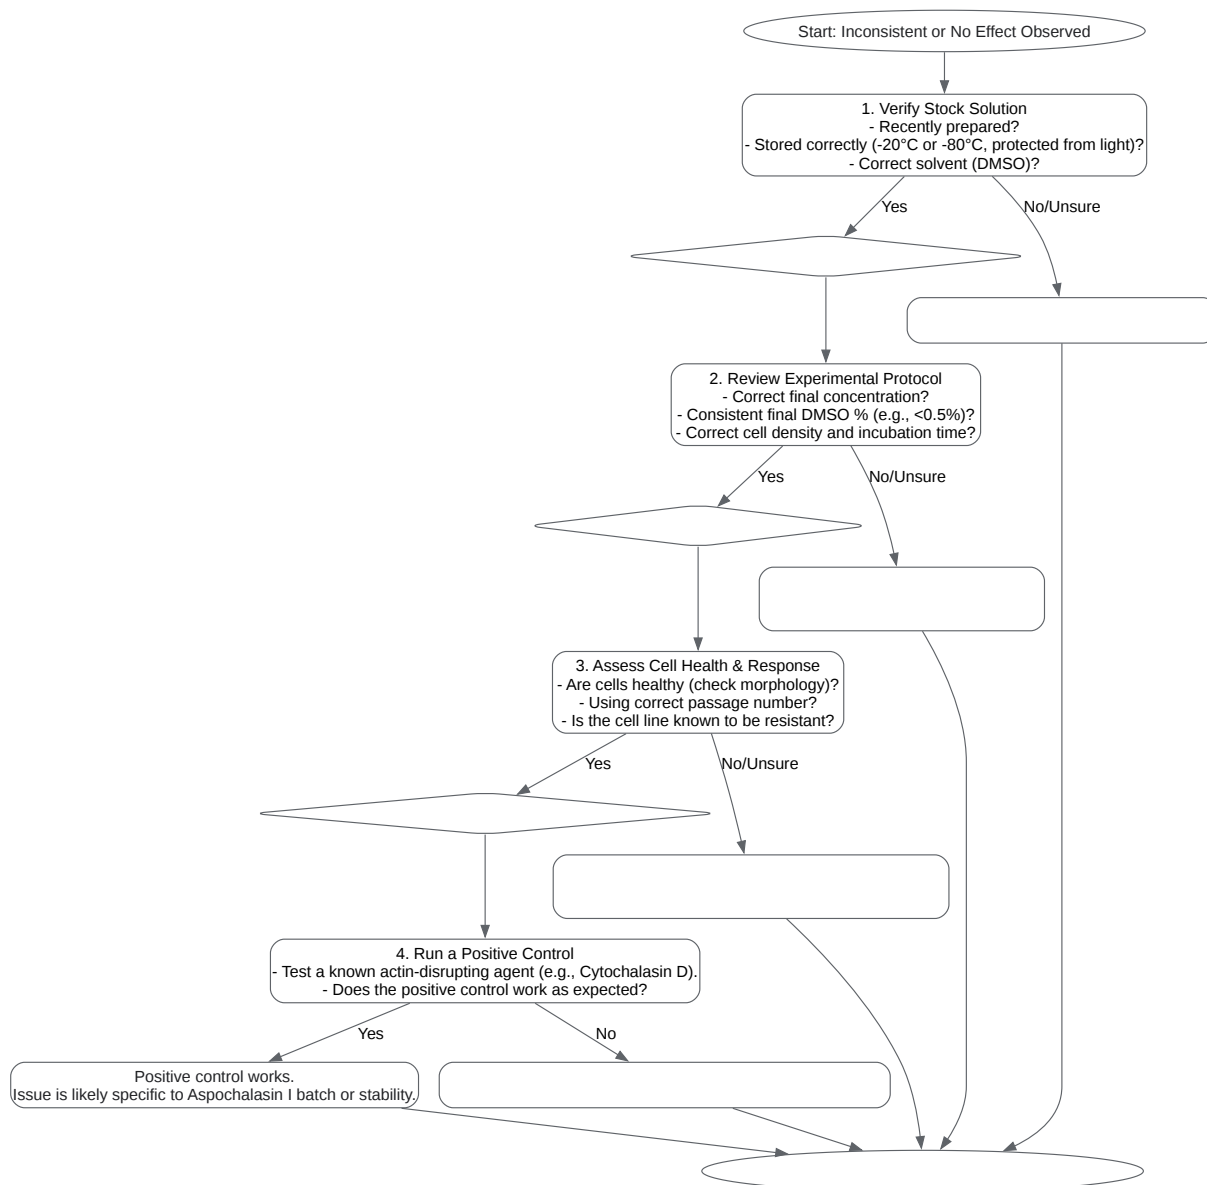 Start: Inconsistent or No Effect Observed
1. Verify Stock Solution
- Recently prepared?
- Stored correctly (-20°C or -80°C, protected from light)?
- Correct solvent (DMSO)?
Yes
No/Unsure
2. Review Experimental Protocol
- Correct final concentration?
- Consistent final DMSO % (e.g., <0.5%)?
- Correct cell density and incubation time?
Yes
No/Unsure
3. Assess Cell Health & Response
- Are cells healthy (check morphology)?
- Using correct passage number?
- Is the cell line known to be resistant?
Yes
No/Unsure
4. Run a Positive Control
- Test a known actin-disrupting agent (e.g., Cytochalasin D).
- Does the positive control work as expected?
Yes
No
Positive control works.
Issue is likely specific to Aspochalasin I batch or stability.